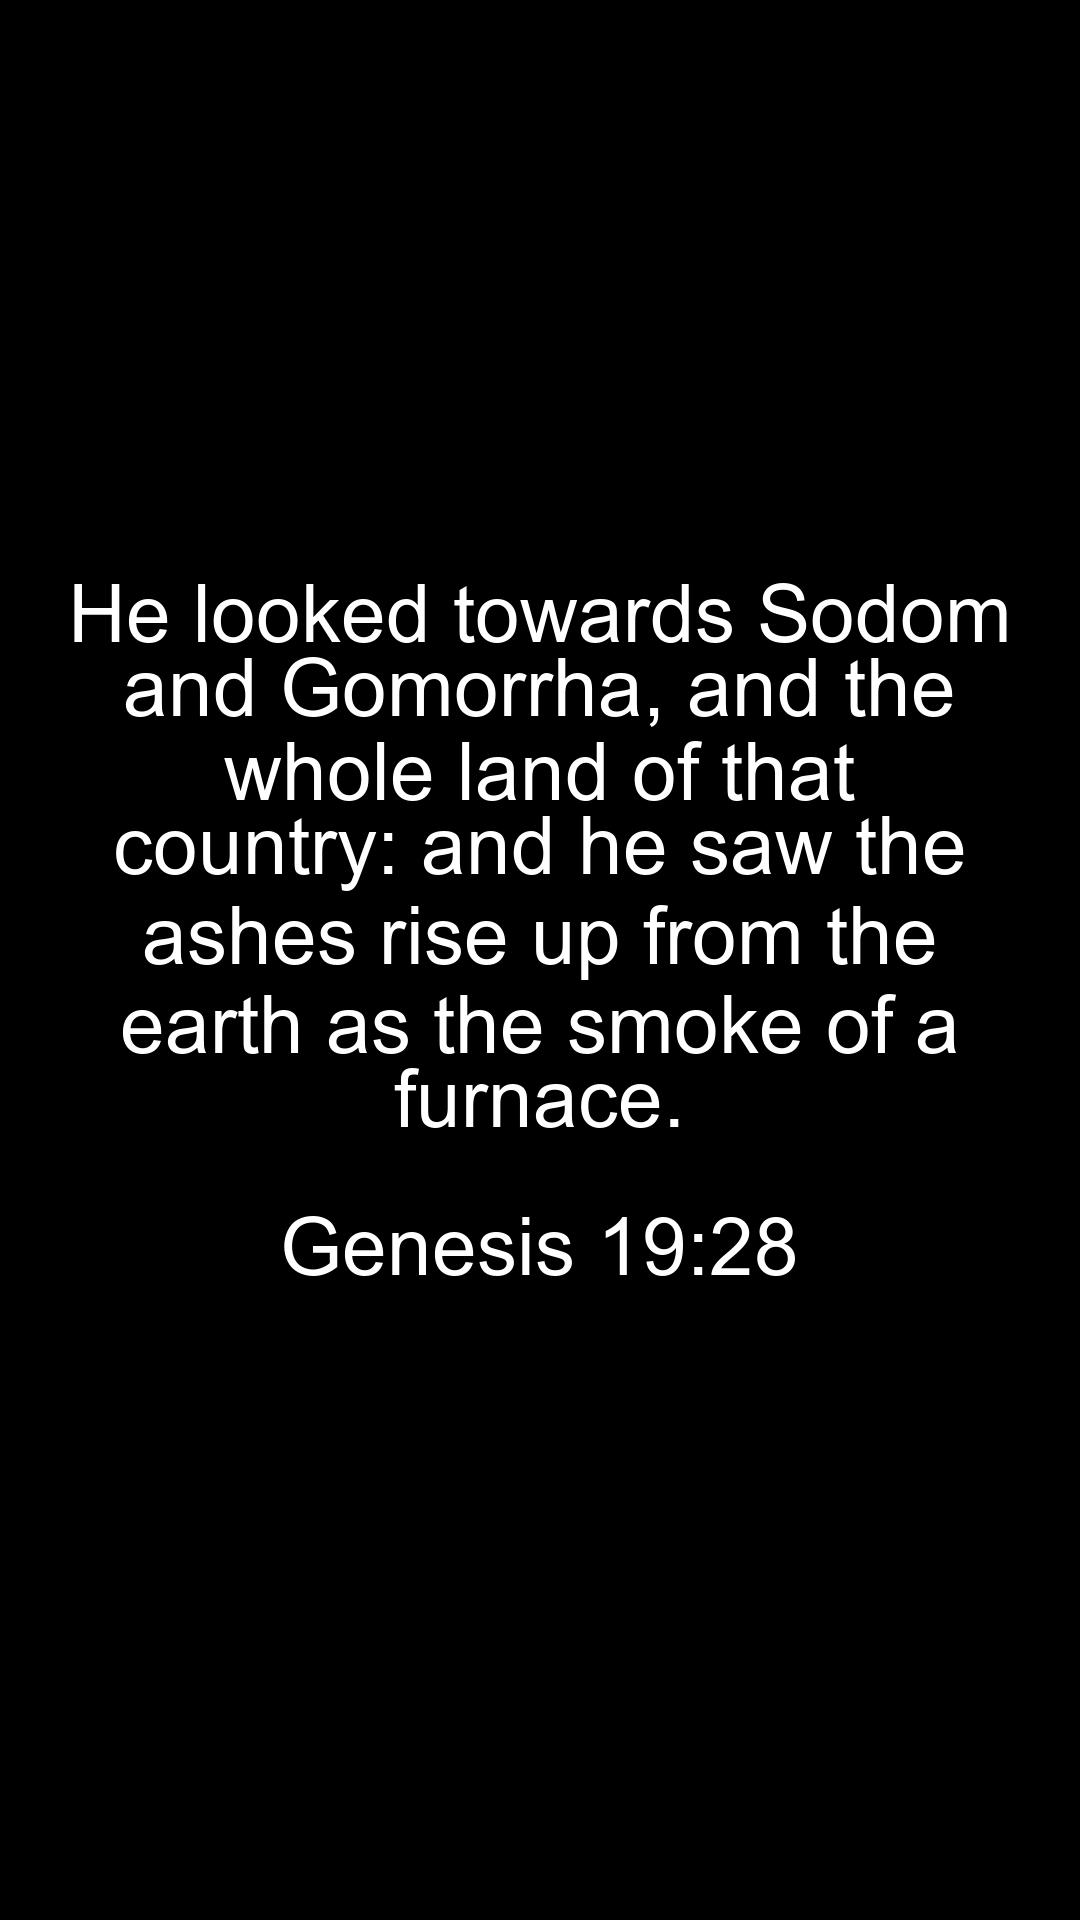 He looked towards Sodom
and Gomorrha, and the
whole land of that
country: and he saw the
ashes rise up from the
earth as the smoke of a
furnace.
Genesis 19:28